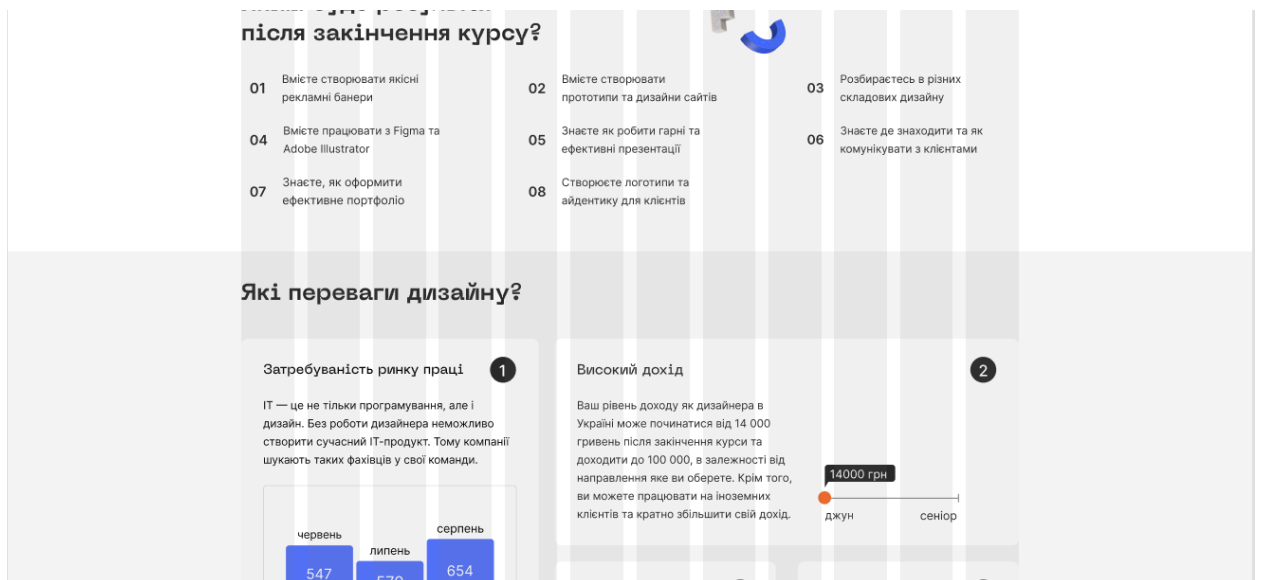 після закінчення курсу?
01
Вмієте створювати якісні
рекламні банери
02
Вмієте створювати
прототипи та дизайни сайтів
03
Розбираєтесь в різних
складових дизайну
04
Вмієте працювати з Figma та
Adobe Illustrator
05
Знаєте як робити гарні та
ефективні презентації
06
Знаєте де знаходити та як
комунікувати з клієнтами
07
Знаєте, як оформити
ефективне портфоліо
08
Створюєте логотипи та
айдентику для клієнтів
Які переваги дизайну?
Затребуваність ринку праці
1
ІТ — це не тільки програмування, але і
дизайн. Без роботи дизайнера неможливо
створити сучасний ІТ-продукт. Тому компанії
шукають таких фахівців у свої команди.
червень
547
липень
серпень
654
Високий дохід
2
Ваш рівень доходу як дизайнера в
Україні може починатися від 14 000
гривень після закінчення курси та
доходити до 100 000, в залежності від
направлення яке ви оберете. Крім того,
ви можете працювати на іноземних
клієнтів та кратно збільшити свій дохід.
14000 грн
джун
сеніор